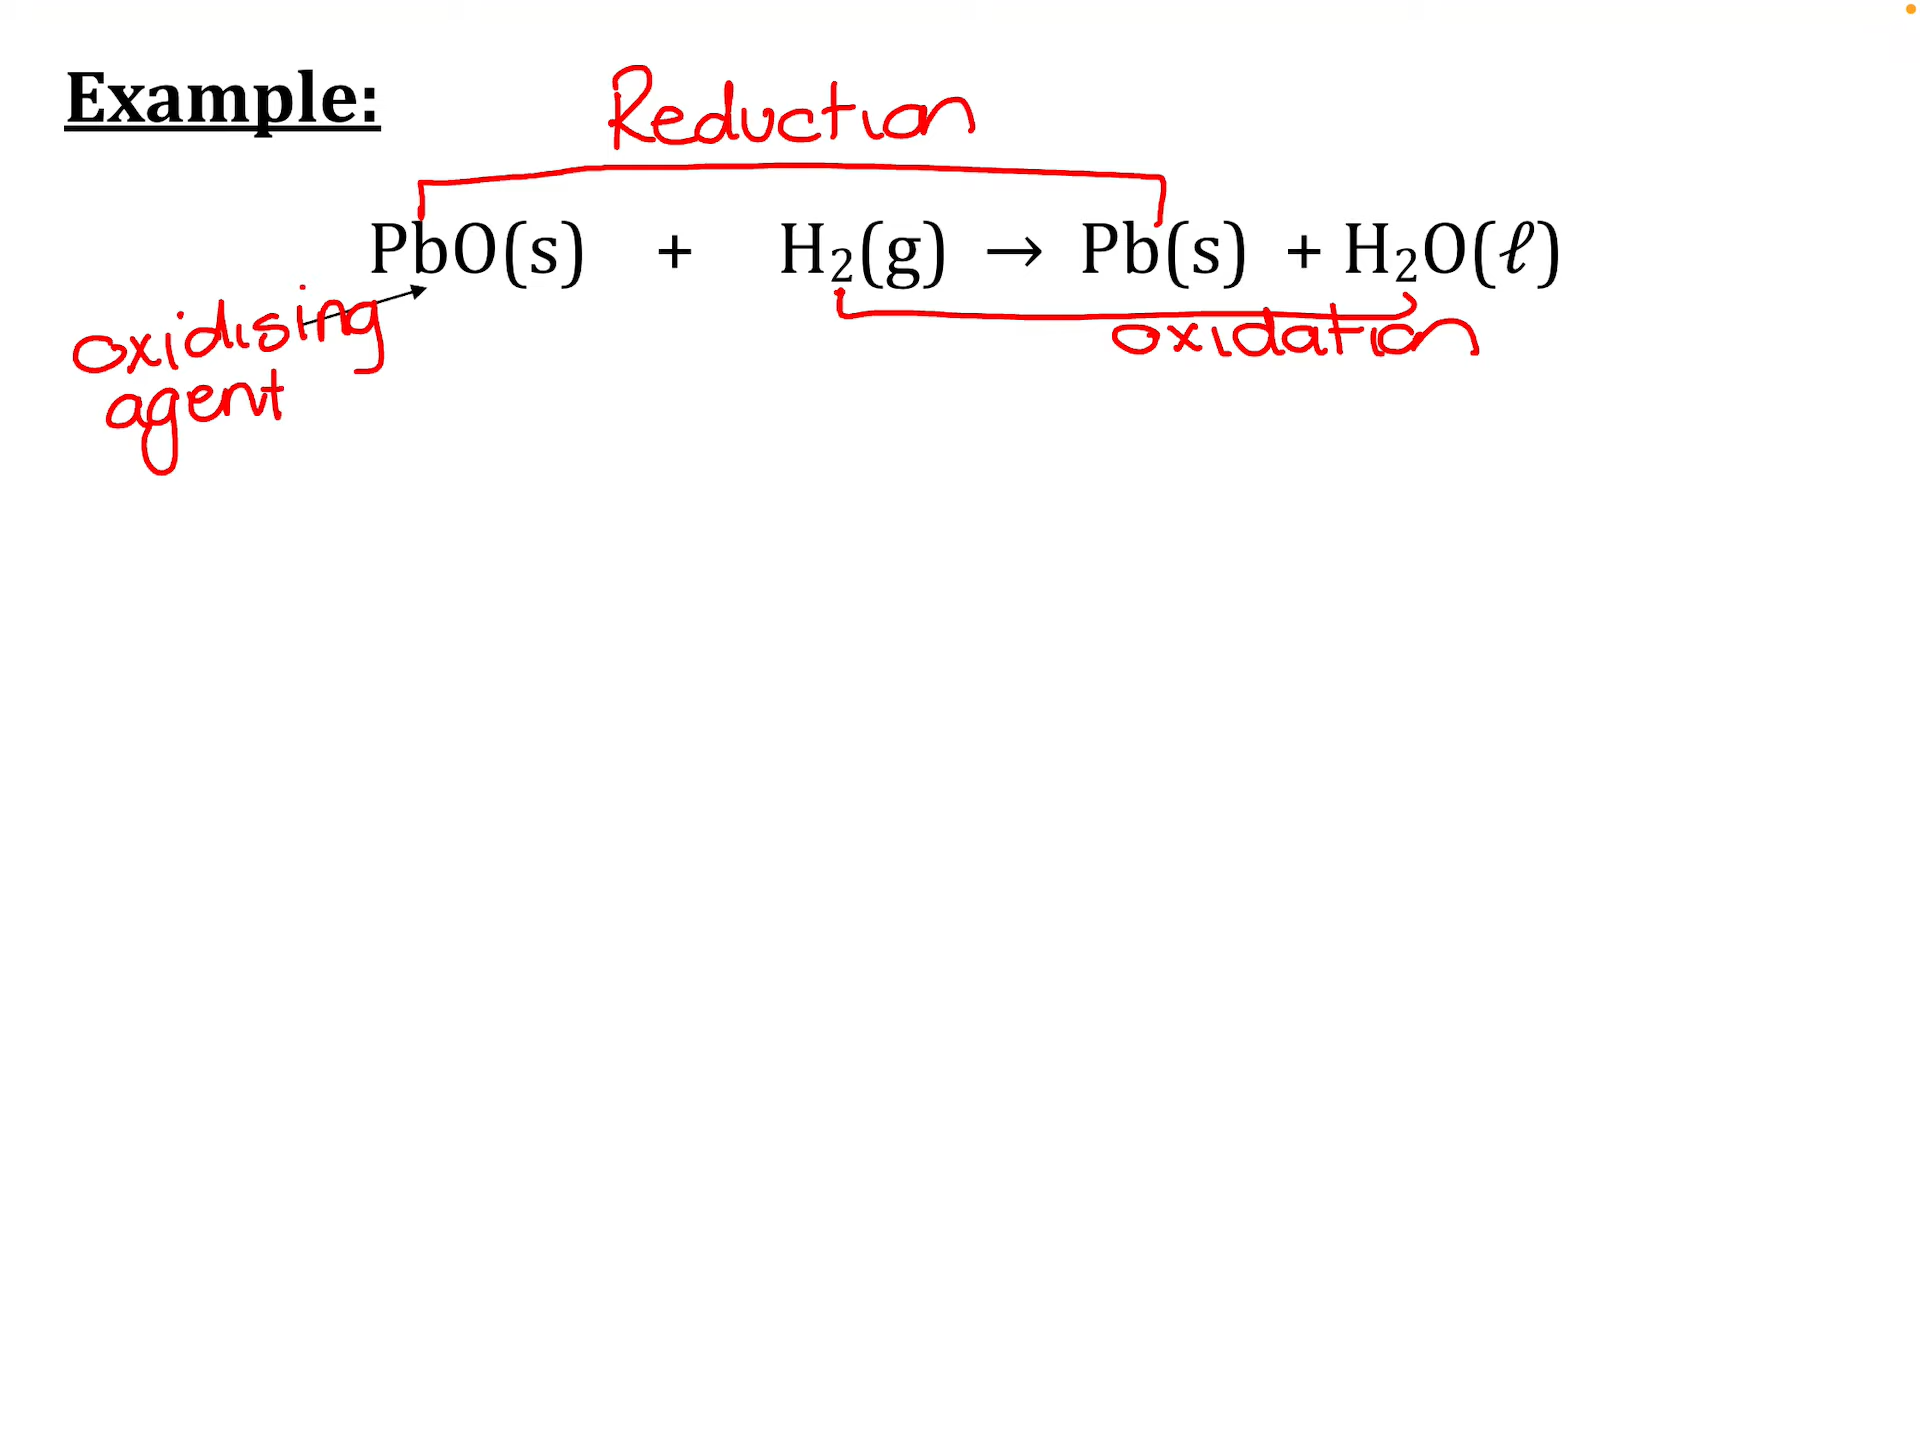 Example:
Reduction
PbO(s) + H₂(g) → Pb(s) + H₂O(ℓ)
oxidising
agent
oxidation